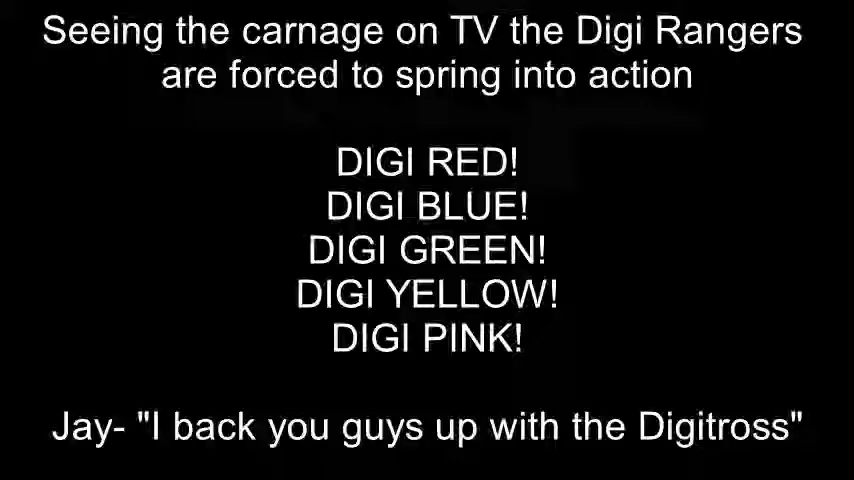 Seeing the carnage on TV the Digi Rangers
are forced to spring into action
DIGI RED!
DIGI BLUE!
DIGI GREEN!
DIGI YELLOW!
DIGI PINK!
Jay- "I back you guys up with the Digitross"